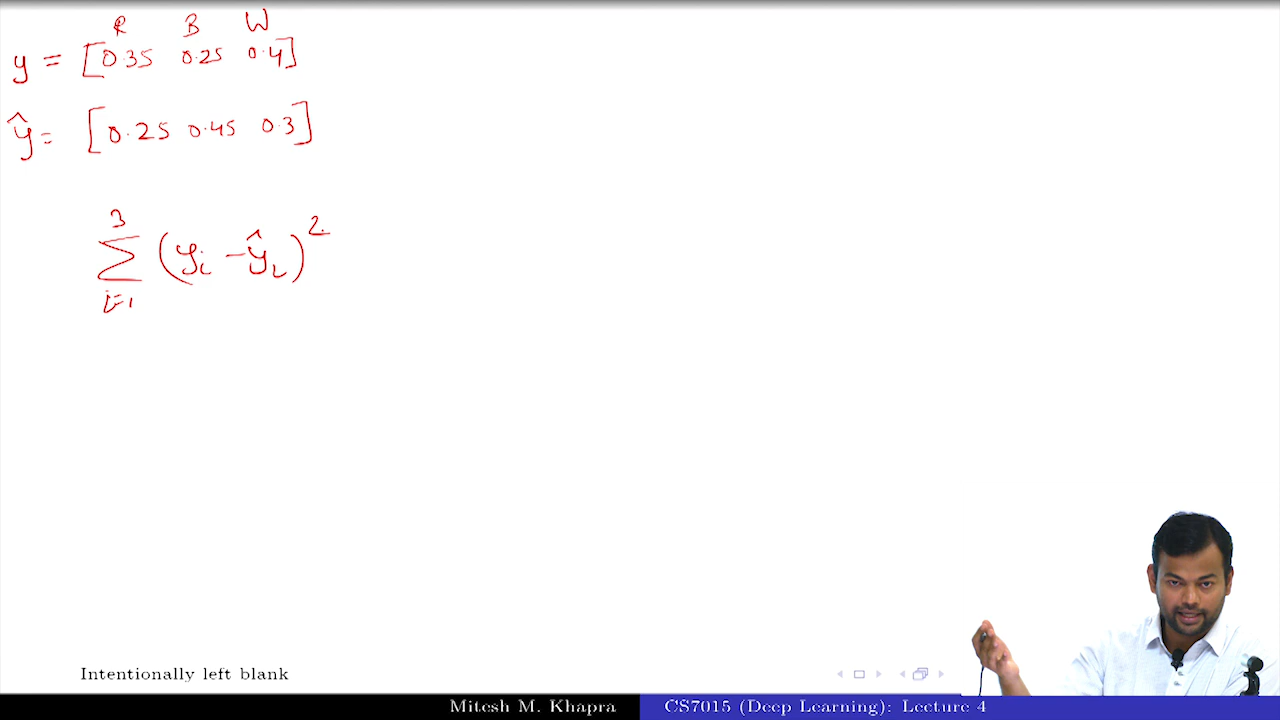 R B W
y = [0.35 0.25 0.4]
ŷ = [0.25 0.45 0.3]
3
∑ (yᵢ - ŷᵢ)²
i=1
Intentionally left blank
Mitesh M. Khapra CS7015 (Deep Learning): Lecture 4